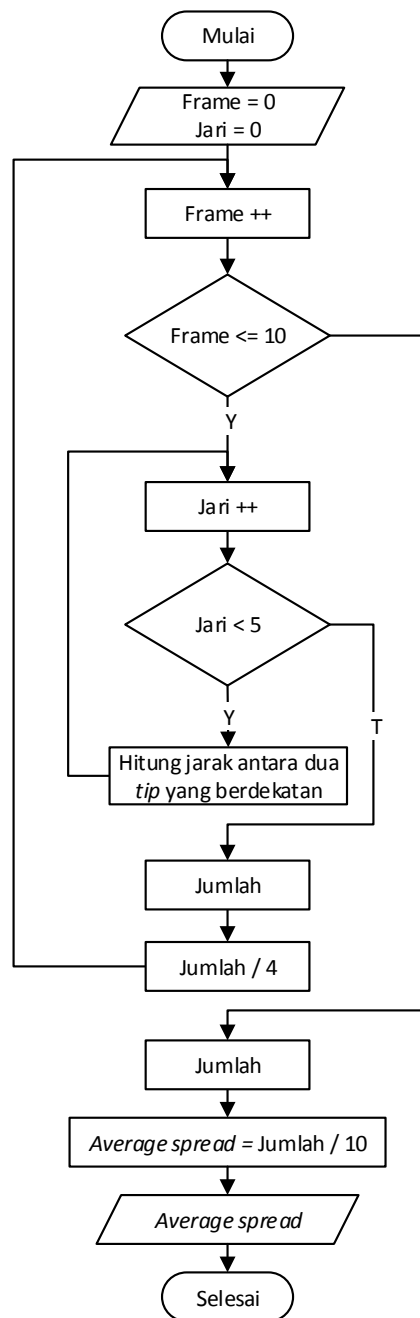 Mulai
Frame = 0
Jari = 0
Frame ++
Frame <= 10
Y
Jari ++
Jari < 5
Y
T
Hitung jarak antara dua
tip yang berdekatan
Jumlah
Jumlah / 4
Jumlah
Average spread = Jumlah / 10
Average spread
Selesai